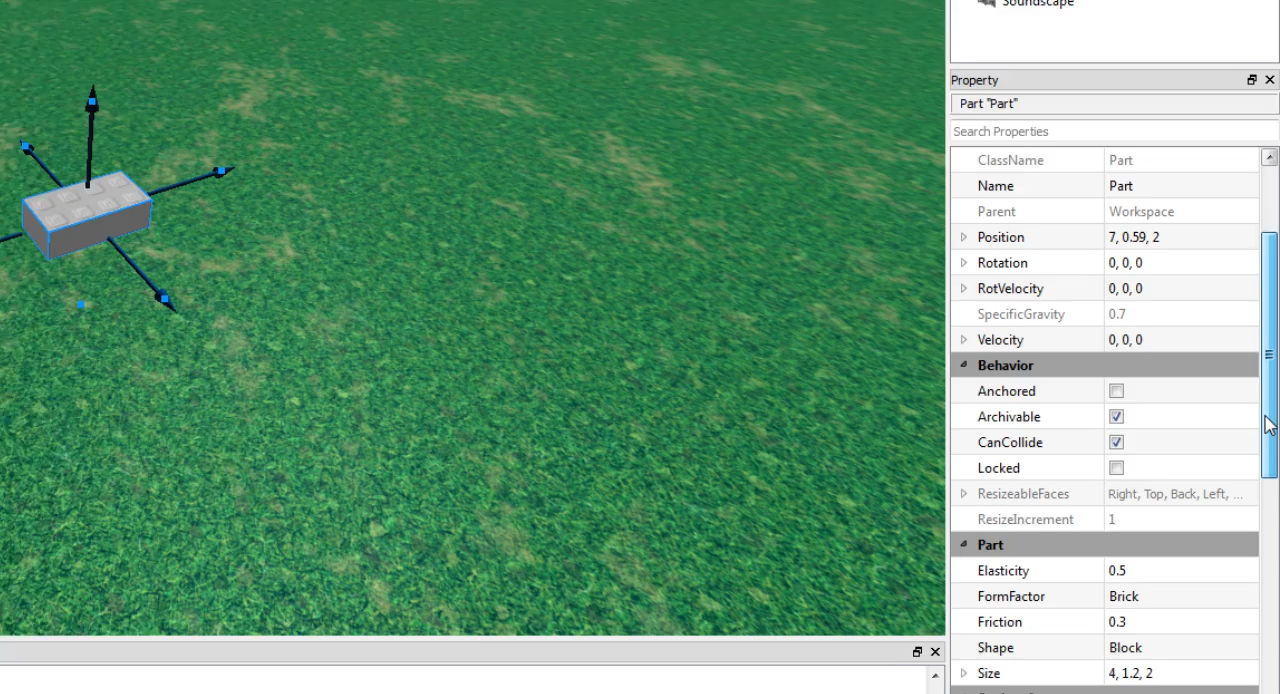 Soundscape
Property
Part "Part"
Search Properties
ClassName Part
Name Part
Parent Workspace
Position 7, 0.59, 2
Rotation 0, 0, 0
RotVelocity 0, 0, 0
SpecificGravity 0.7
Velocity 0, 0, 0
Behavior
Anchored
Archivable
CanCollide
Locked
ResizeableFaces Right, Top, Back, Left, ...
ResizeIncrement 1
Part
Elasticity 0.5
FormFactor Brick
Friction 0.3
Shape Block
Size 4, 1.2, 2